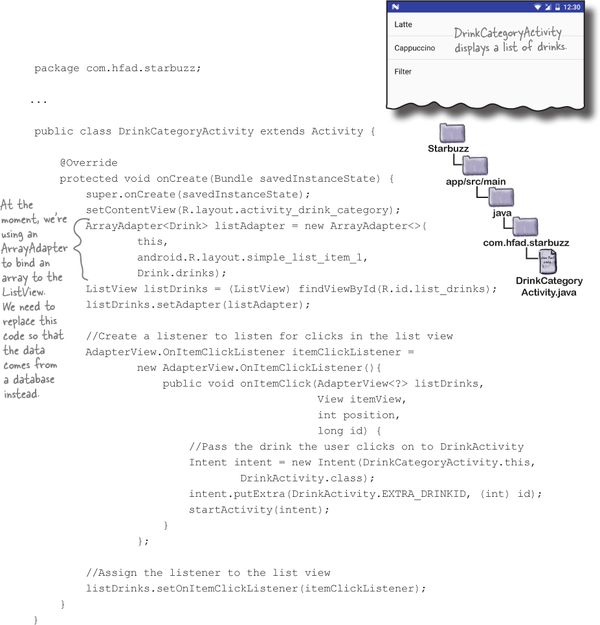 12:30
Latte
Cappuccino
Filter
DrinkCategoryActivity
displays a list of drinks.
package com.hfad.starbuzz;
...
public class DrinkCategoryActivity extends Activity {
@Override
protected void onCreate(Bundle savedInstanceState) {
super.onCreate(savedInstanceState);
setContentView(R.layout.activity_drink_category);
ArrayAdapter<Drink> listAdapter = new ArrayAdapter<>(
this,
android.R.layout.simple_list_item_1,
Drink.drinks);
ListView listDrinks = (ListView) findViewById(R.id.list_drinks);
listDrinks.setAdapter(listAdapter);
//Create a listener to listen for clicks in the list view
AdapterView.OnItemClickListener itemClickListener =
new AdapterView.OnItemClickListener(){
public void onItemClick(AdapterView<?> listDrinks,
View itemView,
int position,
long id) {
//Pass the drink the user clicks on to DrinkActivity
Intent intent = new Intent(DrinkCategoryActivity.this,
DrinkActivity.class);
intent.putExtra(DrinkActivity.EXTRA_DRINKID, (int) id);
startActivity(intent);
}
};
//Assign the listener to the list view
listDrinks.setOnItemClickListener(itemClickListener);
}
}
At the
moment, we're
using an
ArrayAdapter
to bind an
array to the
ListView.
We need to
replace this
code so that
the data
comes from
a database
instead.
Starbuzz
app/src/main
java
com.hfad.starbuzz
DrinkCategory
Activity.java